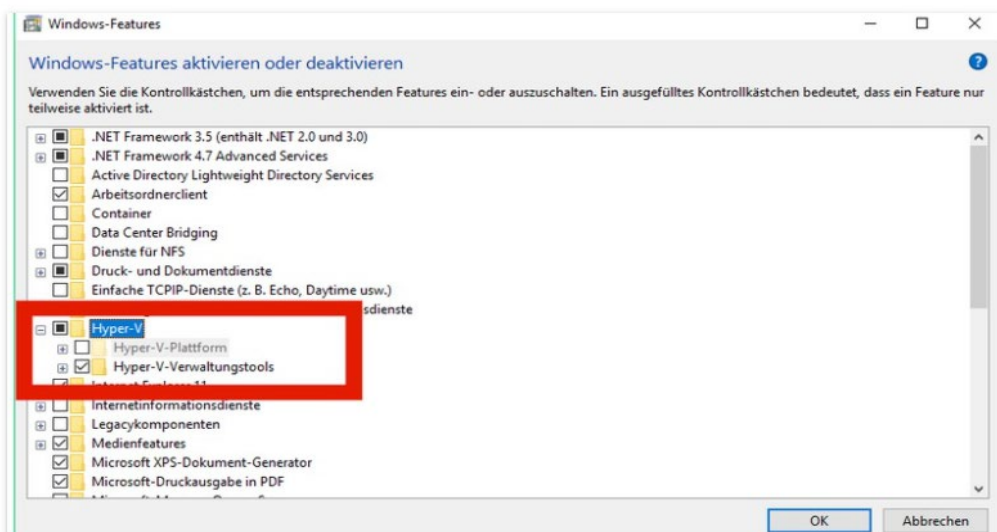 Windows-Features
Windows-Features aktivieren oder deaktivieren
Verwenden Sie die Kontrollkästchen, um die entsprechenden Features ein- oder auszuschalten. Ein ausgefülltes Kontrollkästchen bedeutet, dass ein Feature nur
teilweise aktiviert ist.
.NET Framework 3.5 (enthält .NET 2.0 und 3.0)
.NET Framework 4.7 Advanced Services
Active Directory Lightweight Directory Services
Arbeitsordnerclient
Container
Data Center Bridging
Dienste für NFS
Druck- und Dokumentdienste
Einfache TCPIP-Dienste (z. B. Echo, Daytime usw.)
sdienste
Hyper-V
Hyper-V-Plattform
Hyper-V-Verwaltungstools
Internet Explorer 11
Internetinformationsdienste
Legacykomponenten
Medienfeatures
Microsoft XPS-Dokument-Generator
Microsoft-Druckausgabe in PDF
OK
Abbrechen